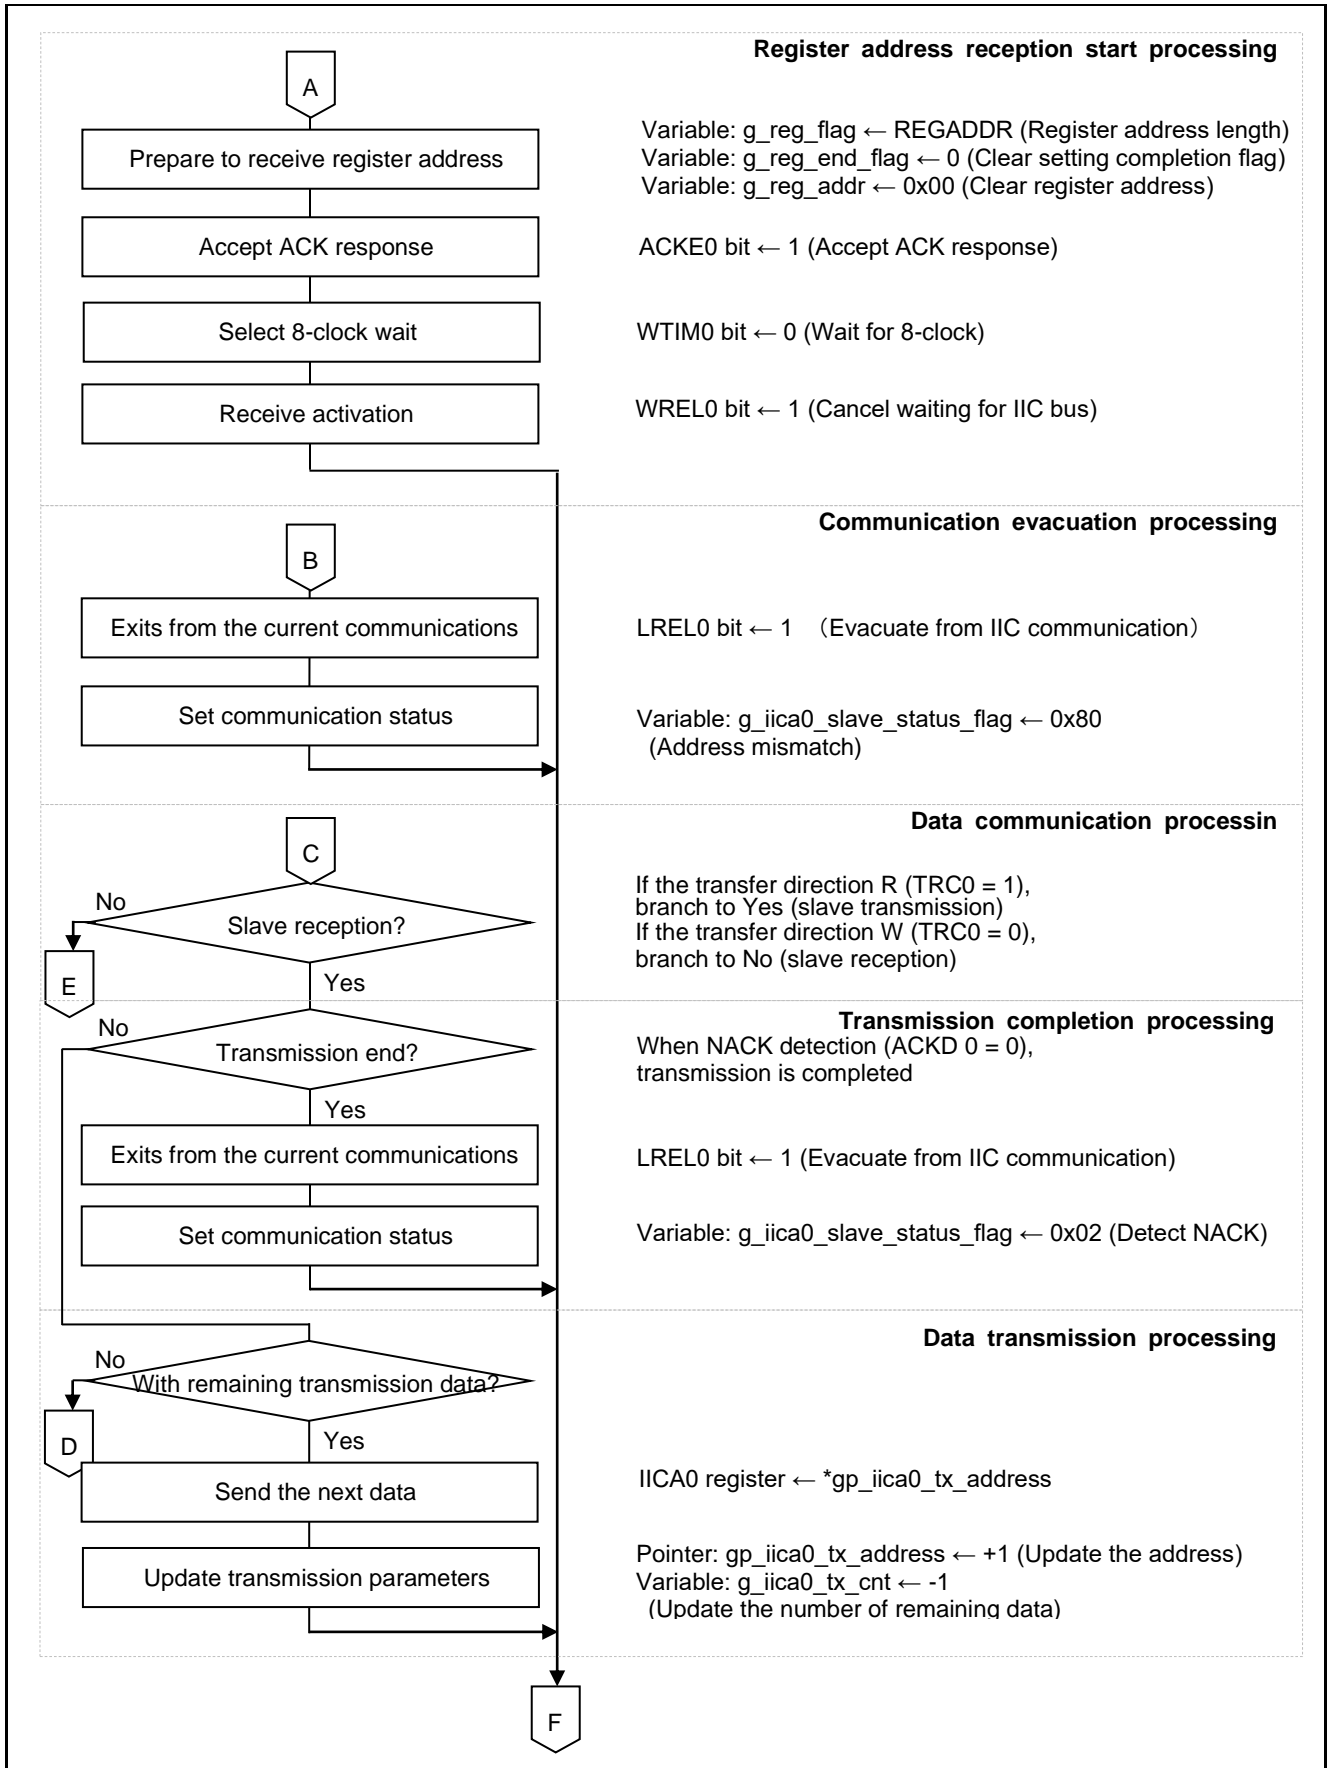 Register address reception start processing
A
Prepare to receive register address
Variable: g_reg_flag ← REGADDR (Register address length)
Variable: g_reg_end_flag ← 0 (Clear setting completion flag)
Variable: g_reg_addr ← 0x00 (Clear register address)
Accept ACK response
ACKE0 bit ← 1 (Accept ACK response)
Select 8-clock wait
WTIM0 bit ← 0 (Wait for 8-clock)
Receive activation
WREL0 bit ← 1 (Cancel waiting for IIC bus)
Communication evacuation processing
B
Exits from the current communications
LREL0 bit ← 1 （Evacuate from IIC communication）
Set communication status
Variable: g_iica0_slave_status_flag ← 0x80
(Address mismatch)
Data communication processin
C
No
Slave reception?
If the transfer direction R (TRC0 = 1),
branch to Yes (slave transmission)
If the transfer direction W (TRC0 = 0),
branch to No (slave reception)
E
Yes
Transmission completion processing
No
Transmission end?
When NACK detection (ACKD 0 = 0),
transmission is completed
Yes
Exits from the current communications
LREL0 bit ← 1 (Evacuate from IIC communication)
Set communication status
Variable: g_iica0_slave_status_flag ← 0x02 (Detect NACK)
Data transmission processing
No
With remaining transmission data?
D
Yes
Send the next data
IICA0 register ← *gp_iica0_tx_address
Update transmission parameters
Pointer: gp_iica0_tx_address ← +1 (Update the address)
Variable: g_iica0_tx_cnt ← -1
(Update the number of remaining data)
F